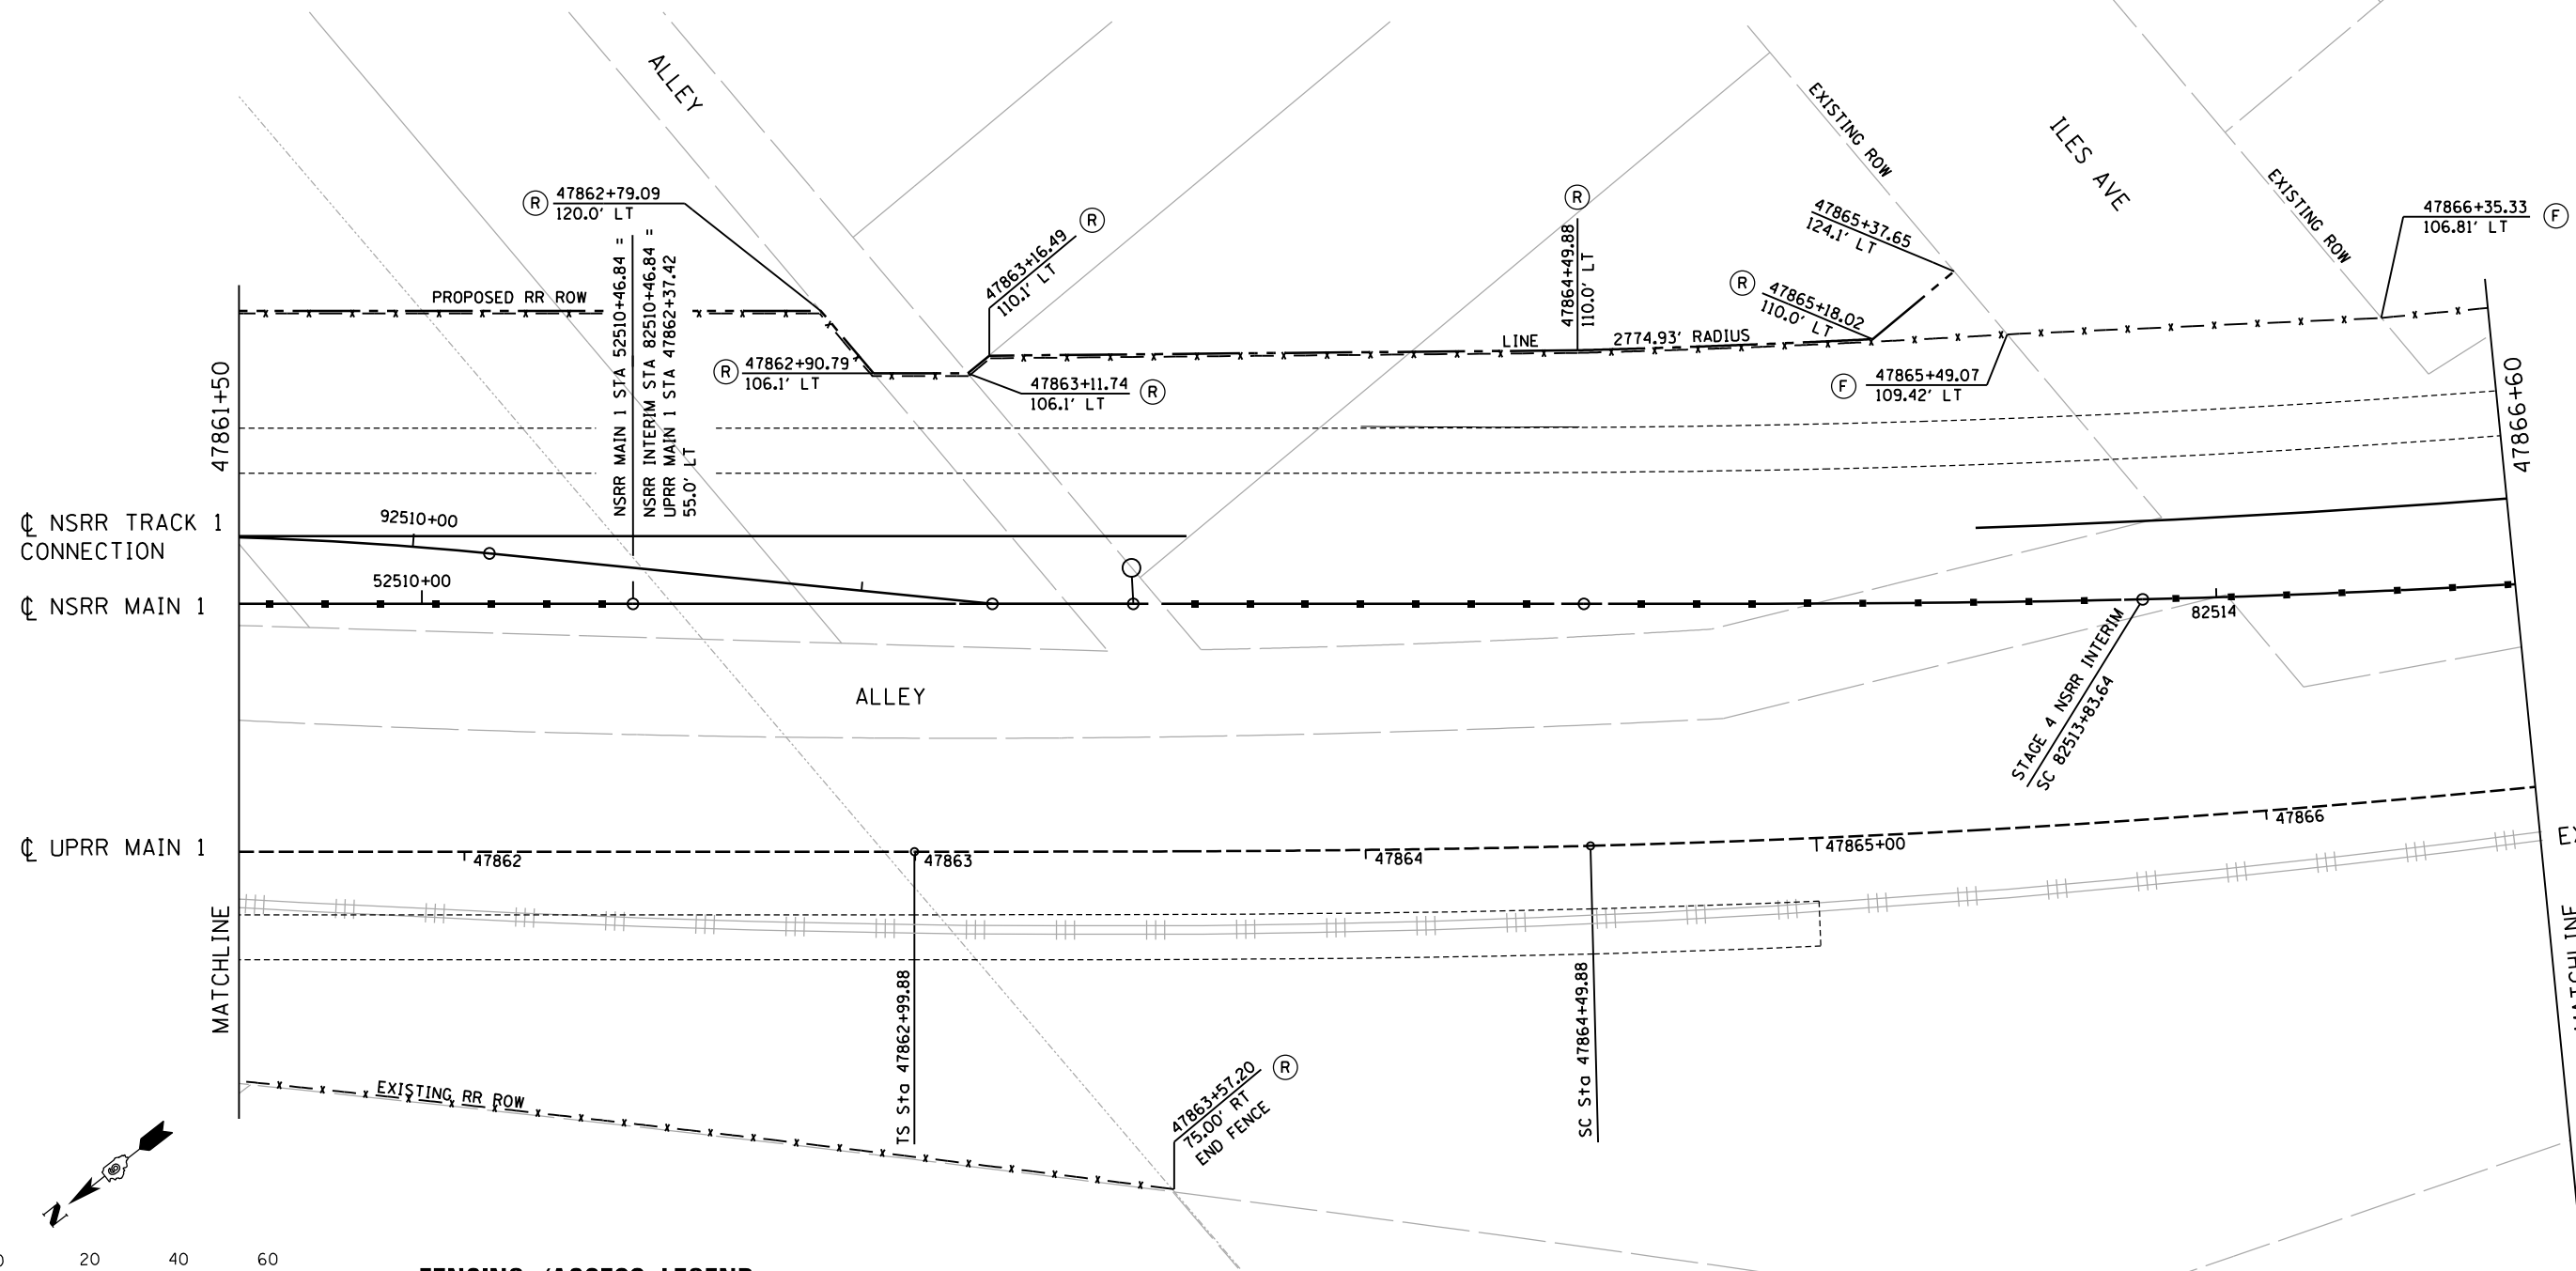 ALLEY
EXISTING ROW
ILES AVE
EXISTING ROW
R
47862+79.09
120.0' LT
NSRR MAIN 1 STA 52510+46.84 =
NSRR INTERIM STA 82510+46.84 =
UPRR MAIN 1 STA 47862+37.42
55.0' LT
47863+16.49
110.1' LT
R
R
47864+49.88
110.0' LT
47865+37.65
124.1' LT
47866+35.33
106.81' LT
F
PROPOSED RR ROW
R
47865+18.02
110.0' LT
LINE
2774.93' RADIUS
R
47862+90.79
106.1' LT
47863+11.74
106.1' LT
R
F
47865+49.07
109.42' LT
47861+50
47866+60
℄ NSRR TRACK 1
CONNECTION
92510+00
52510+00
℄ NSRR MAIN 1
82514
STAGE 4 NSRR INTERIM
SC 82513+83.64
ALLEY
℄ UPRR MAIN 1
47862
47863
47864
47865+00
47866
MATCHLINE
MATCHLINE
TS Sta 47862+99.88
SC Sta 47864+49.88
EXISTING RR ROW
47863+57.20
75.00' RT
END FENCE
R
N
20 40 60
FENCING/ACCESS LEGEND